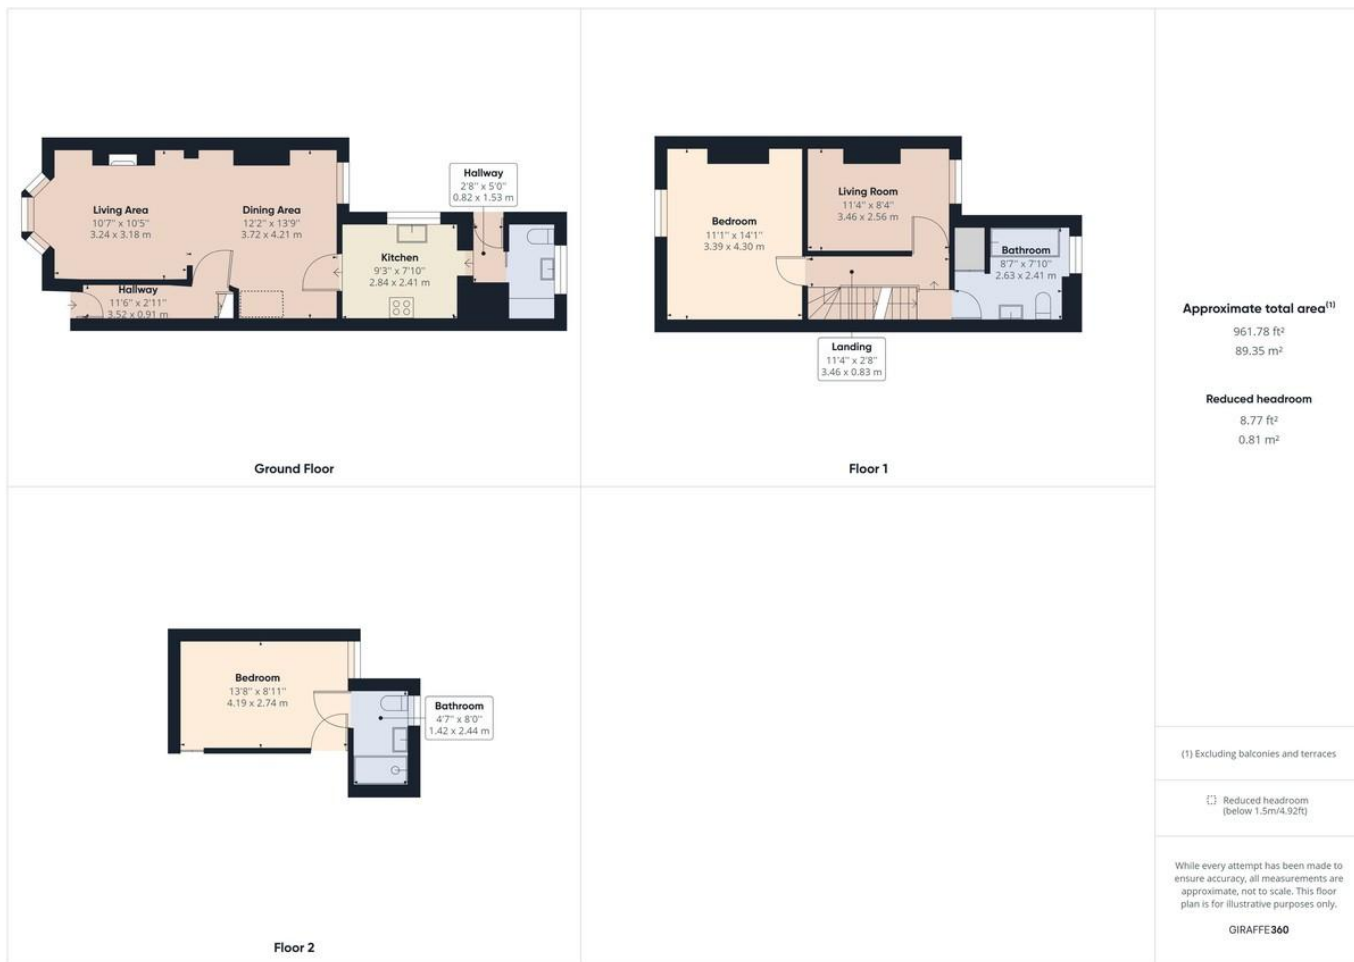 Living Area
10'7" x 10'5"
3.24 x 3.18 m
Dining Area
12'2" x 13'9"
3.72 x 4.21 m
Hallway
2'8" x 5'0"
0.82 x 1.53 m
Kitchen
9'3" x 7'10"
2.84 x 2.41 m
Hallway
11'6" x 2'11"
3.52 x 0.91 m
Ground Floor
Bedroom
11'1" x 14'1"
3.39 x 4.30 m
Living Room
11'4" x 8'4"
3.46 x 2.56 m
Bathroom
8'7" x 7'10"
2.63 x 2.41 m
Landing
11'4" x 2'8"
3.46 x 0.83 m
Floor 1
Bedroom
13'8" x 8'11"
4.19 x 2.74 m
Bathroom
4'7" x 8'0"
1.42 x 2.44 m
Floor 2
Approximate total area(1)
961.78 ft²
89.35 m²
Reduced headroom
8.77 ft²
0.81 m²
(1) Excluding balconies and terraces
Reduced headroom
(below 1.5m/4.92ft)
While every attempt has been made to
ensure accuracy, all measurements are
approximate, not to scale. This floor
plan is for illustrative purposes only.
GIRAFFE360